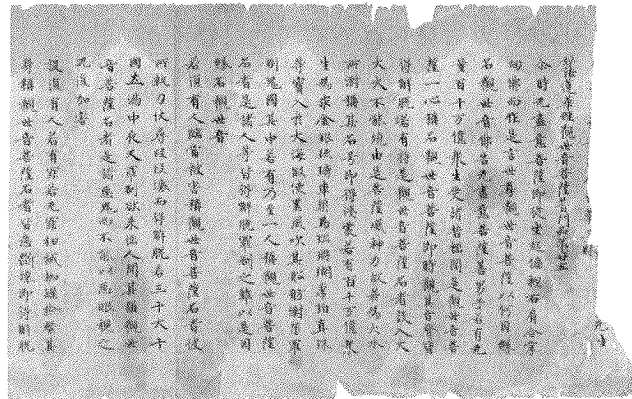 妙法蓮華經觀世音菩薩普門品第廿五
尒時无盡意菩薩即從坐起偏袒右肩合掌
向佛而作是言世尊觀世音菩薩以何因緣
名觀世音佛告无盡意菩薩善男子若有无
量百千万億衆生受諸苦惱聞是觀世音菩
薩一心稱名觀世音菩薩即時觀其音聲皆
得解脫若有持是觀世音菩薩名者設入大
火火不能燒由是菩薩威神力故若為大水
所漂稱其名号即得淺處若有百千万億衆
生為求金銀琉璃車磲馬瑙珊瑚虎珀真珠
等寶入於大海假使黑風吹其船舫漂墮羅
刹鬼國其中若有乃至一人稱觀世音菩薩
名者是諸人等皆得解脫羅刹之難以是因
緣名觀世音
若復有人臨當被害稱觀世音菩薩名者彼
所執刀仗尋段段壞而得解脫若三千大千
國土滿中夜叉羅刹欲來惱人聞其稱觀世
音菩薩名者是諸惡鬼尚不能以惡眼視之
况復加害
設復有人若有罪若无罪杻械枷鎖檢繫其
身稱觀世音菩薩名者皆悉斷壞即得解脫